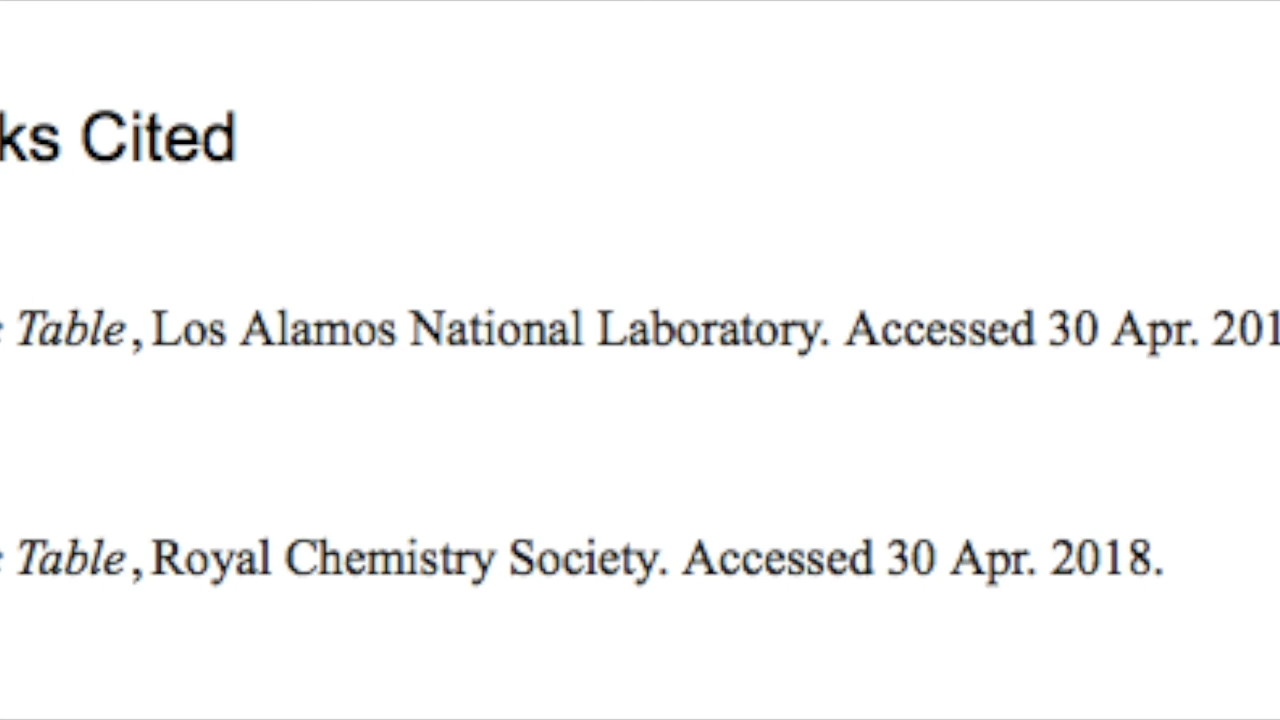 ks Cited
Table, Los Alamos National Laboratory. Accessed 30 Apr. 201
Table, Royal Chemistry Society. Accessed 30 Apr. 2018.